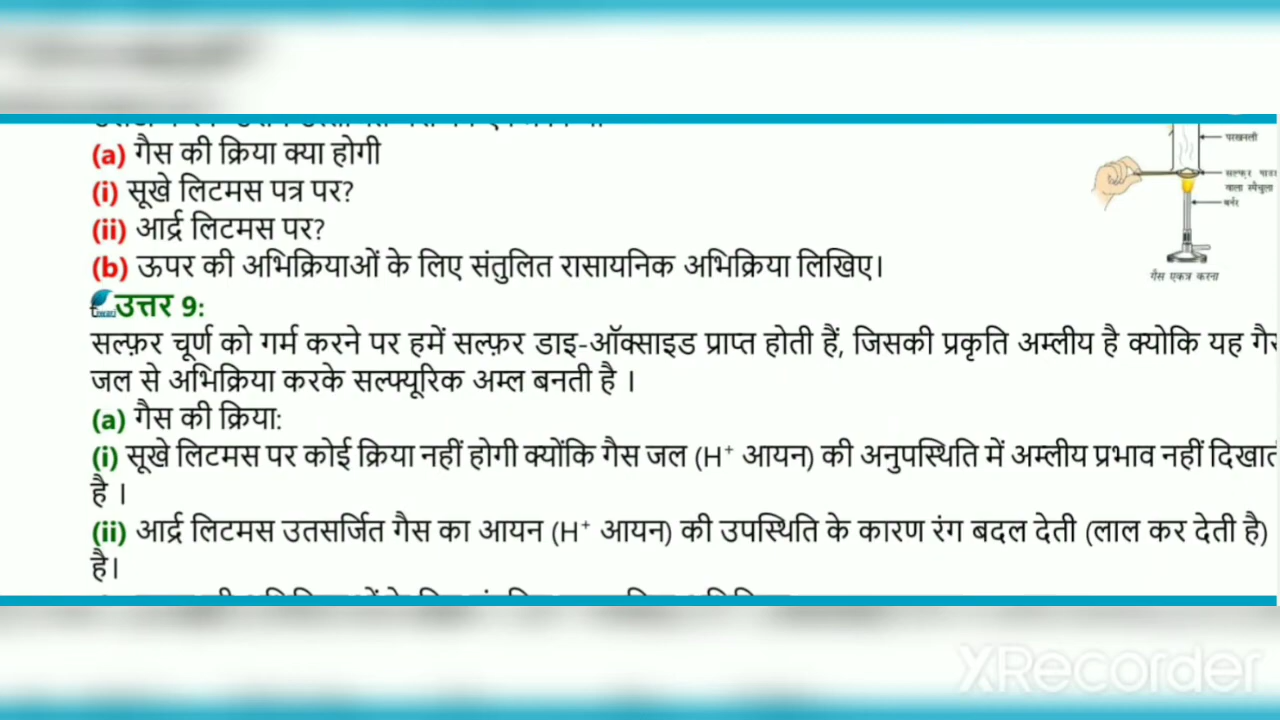 (a) गैस की क्रिया क्या होगी
(i) सूखे लिटमस पत्र पर?
(ii) आर्द्र लिटमस पर?
(b) ऊपर की अभिक्रियाओं के लिए संतुलित रासायनिक अभिक्रिया लिखिए।
परखनली
सल्फर
वाला स्पैचुला
बर्नर
गैस एकत्र करना
उत्तर 9:
सल्फ़र चूर्ण को गर्म करने पर हमें सल्फ़र डाइ-ऑक्साइड प्राप्त होती हैं, जिसकी प्रकृति अम्लीय है क्योकि यह
जल से अभिक्रिया करके सल्फ्यूरिक अम्ल बनती है ।
(a) गैस की क्रिया:
(i) सूखे लिटमस पर कोई क्रिया नहीं होगी क्योंकि गैस जल (H⁺ आयन) की अनुपस्थिति में अम्लीय प्रभाव नहीं
है ।
(ii) आर्द्र लिटमस उतसर्जित गैस का आयन (H⁺ आयन) की उपस्थिति के कारण रंग बदल देती (लाल कर देती है)
है।
XRecorder